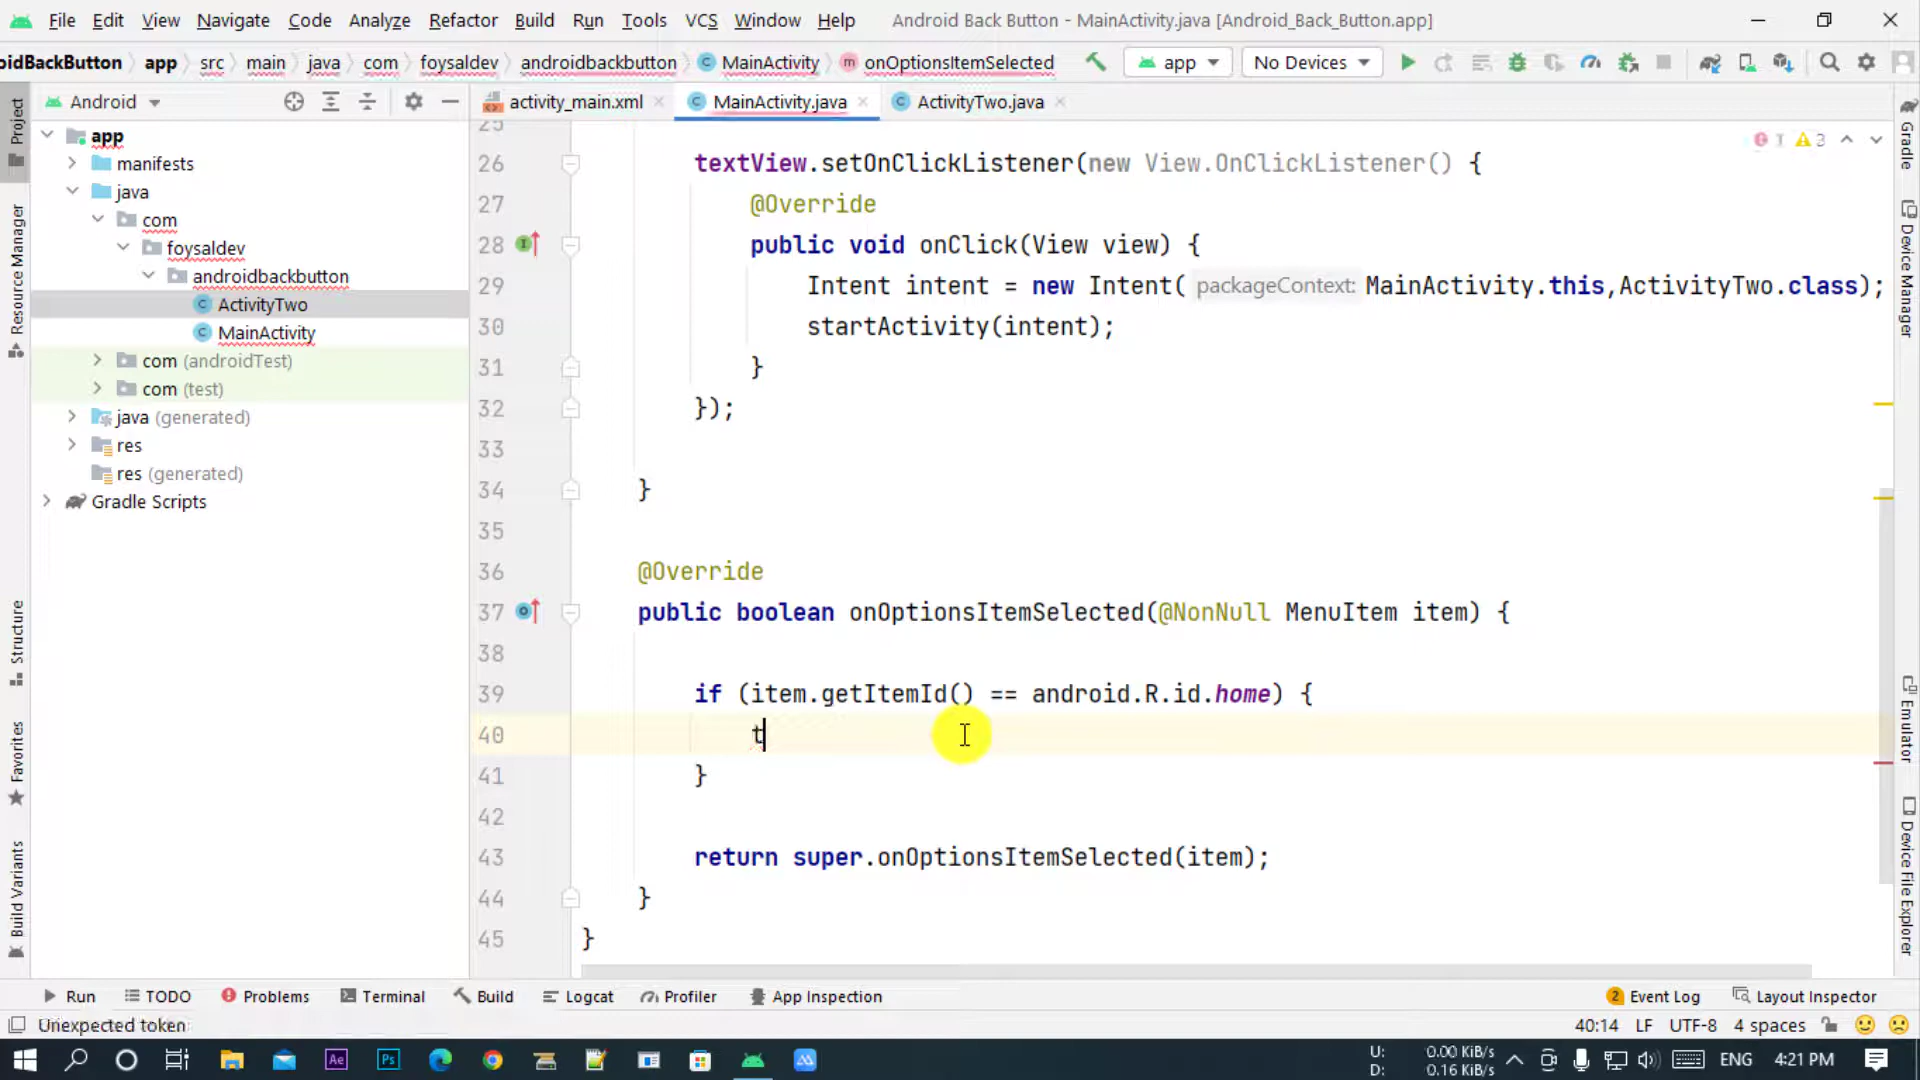 File Edit View Navigate Code Analyze Refactor Build Run Tools VCS Window Help Android Back Button - MainActivity.java [Android_Back_Button.app]
oidBackButton app src main java com foysaldev androidbackbutton MainActivity onOptionsItemSelected app No Devices
Android
activity_main.xml MainActivity.java ActivityTwo.java
app
manifests
java
com
foysaldev
androidbackbutton
ActivityTwo
MainActivity
com (androidTest)
com (test)
java (generated)
res
res (generated)
Gradle Scripts
Project
Resource Manager
Structure
Favorites
Build Variants
1 3
25
26 textView.setOnClickListener(new View.OnClickListener() {
27 @Override
28 public void onClick(View view) {
29 Intent intent = new Intent( packageContext: MainActivity.this,ActivityTwo.class);
30 startActivity(intent);
31 }
32 });
33
34 }
35
36 @Override
37 public boolean onOptionsItemSelected(@NonNull MenuItem item) {
38
39 if (item.getItemId() == android.R.id.home) {
40 t
41 }
42
43 return super.onOptionsItemSelected(item);
44 }
45 }
Gradle
Device Manager
Emulator
Device File Explorer
Run TODO Problems Terminal Build Logcat Profiler App Inspection 2 Event Log Layout Inspector
Unexpected token 40:14 LF UTF-8 4 spaces
Ae Ps
U: 0.00 KiB/s
D: 0.16 KiB/s
ENG 4:21 PM